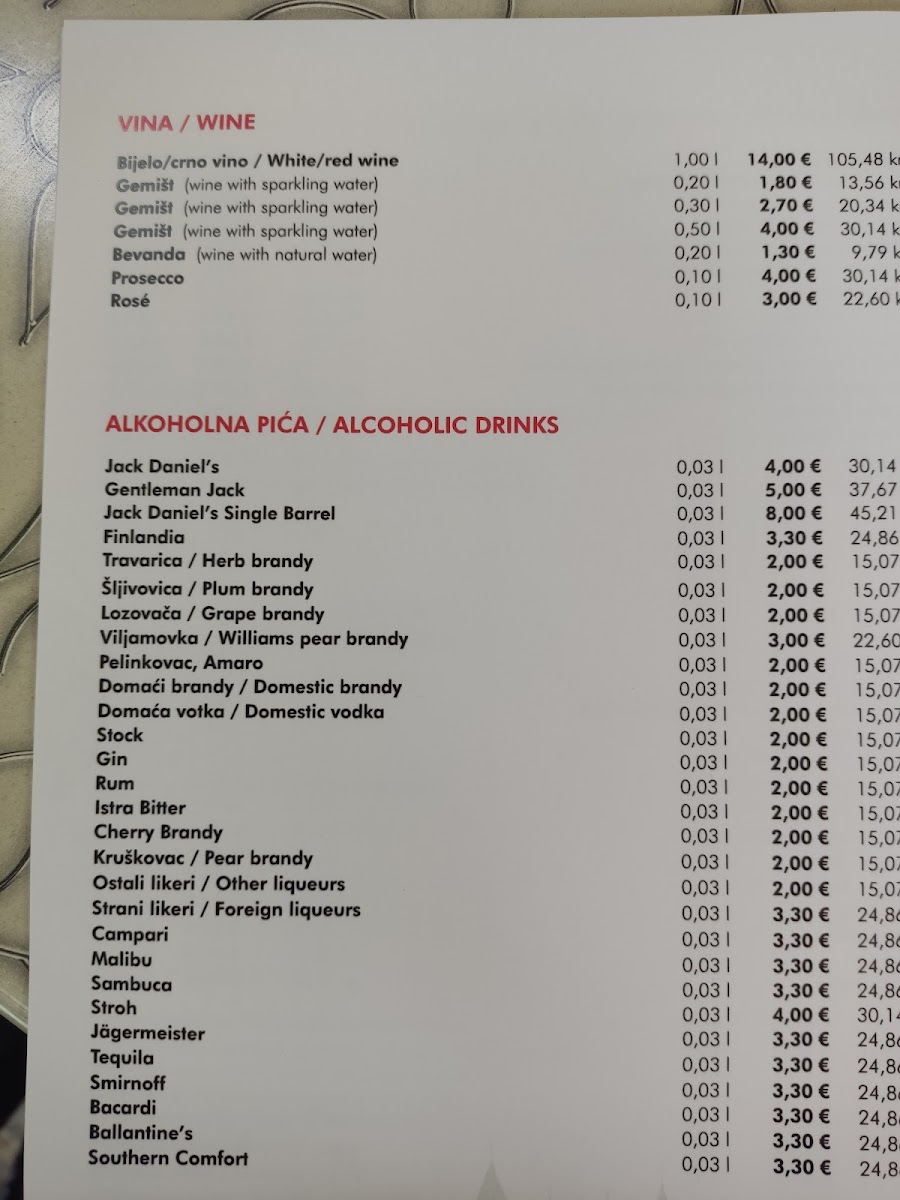 VINA / WINE
Bijelo/crno vino / White/red wine 1,00 l 14,00 € 105,48 kn
Gemišt (wine with sparkling water) 0,20 l 1,80 € 13,56 k
Gemišt (wine with sparkling water) 0,30 l 2,70 € 20,34 k
Gemišt (wine with sparkling water) 0,50 l 4,00 € 30,14 k
Bevanda (wine with natural water) 0,20 l 1,30 € 9,79 k
Prosecco 0,10 l 4,00 € 30,14 k
Rosé 0,10 l 3,00 € 22,60 k
ALKOHOLNA PIĆA / ALCOHOLIC DRINKS
Jack Daniel's 0,03 l 4,00 € 30,14
Gentleman Jack 0,03 l 5,00 € 37,67
Jack Daniel's Single Barrel 0,03 l 8,00 € 45,21
Finlandia 0,03 l 3,30 € 24,86
Travarica / Herb brandy 0,03 l 2,00 € 15,07
Šljivovica / Plum brandy 0,03 l 2,00 € 15,07
Lozovača / Grape brandy 0,03 l 2,00 € 15,07
Viljamovka / Williams pear brandy 0,03 l 3,00 € 22,60
Pelinkovac, Amaro 0,03 l 2,00 € 15,07
Domaći brandy / Domestic brandy 0,03 l 2,00 € 15,07
Domaća votka / Domestic vodka 0,03 l 2,00 € 15,07
Stock 0,03 l 2,00 € 15,07
Gin 0,03 l 2,00 € 15,07
Rum 0,03 l 2,00 € 15,07
Istra Bitter 0,03 l 2,00 € 15,07
Cherry Brandy 0,03 l 2,00 € 15,07
Kruškovac / Pear brandy 0,03 l 2,00 € 15,07
Ostali likeri / Other liqueurs 0,03 l 2,00 € 15,07
Strani likeri / Foreign liqueurs 0,03 l 3,30 € 24,86
Campari 0,03 l 3,30 € 24,86
Malibu 0,03 l 3,30 € 24,86
Sambuca 0,03 l 3,30 € 24,86
Stroh 0,03 l 4,00 € 30,14
Jägermeister 0,03 l 3,30 € 24,86
Tequila 0,03 l 3,30 € 24,86
Smirnoff 0,03 l 3,30 € 24,8
Bacardi 0,03 l 3,30 € 24,8
Ballantine's 0,03 l 3,30 € 24,8
Southern Comfort 0,03 l 3,30 € 24,8